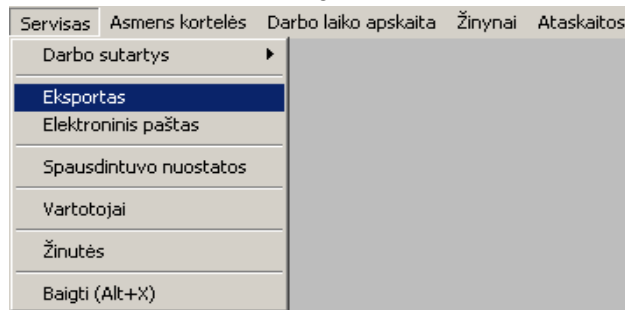 Servisas Asmens kortelės Darbo laiko apskaita Žinynai Ataskaitos
Darbo sutartys
Eksportas
Elektroninis paštas
Spausdintuvo nuostatos
Vartotojai
Žinutės
Baigti (Alt+X)